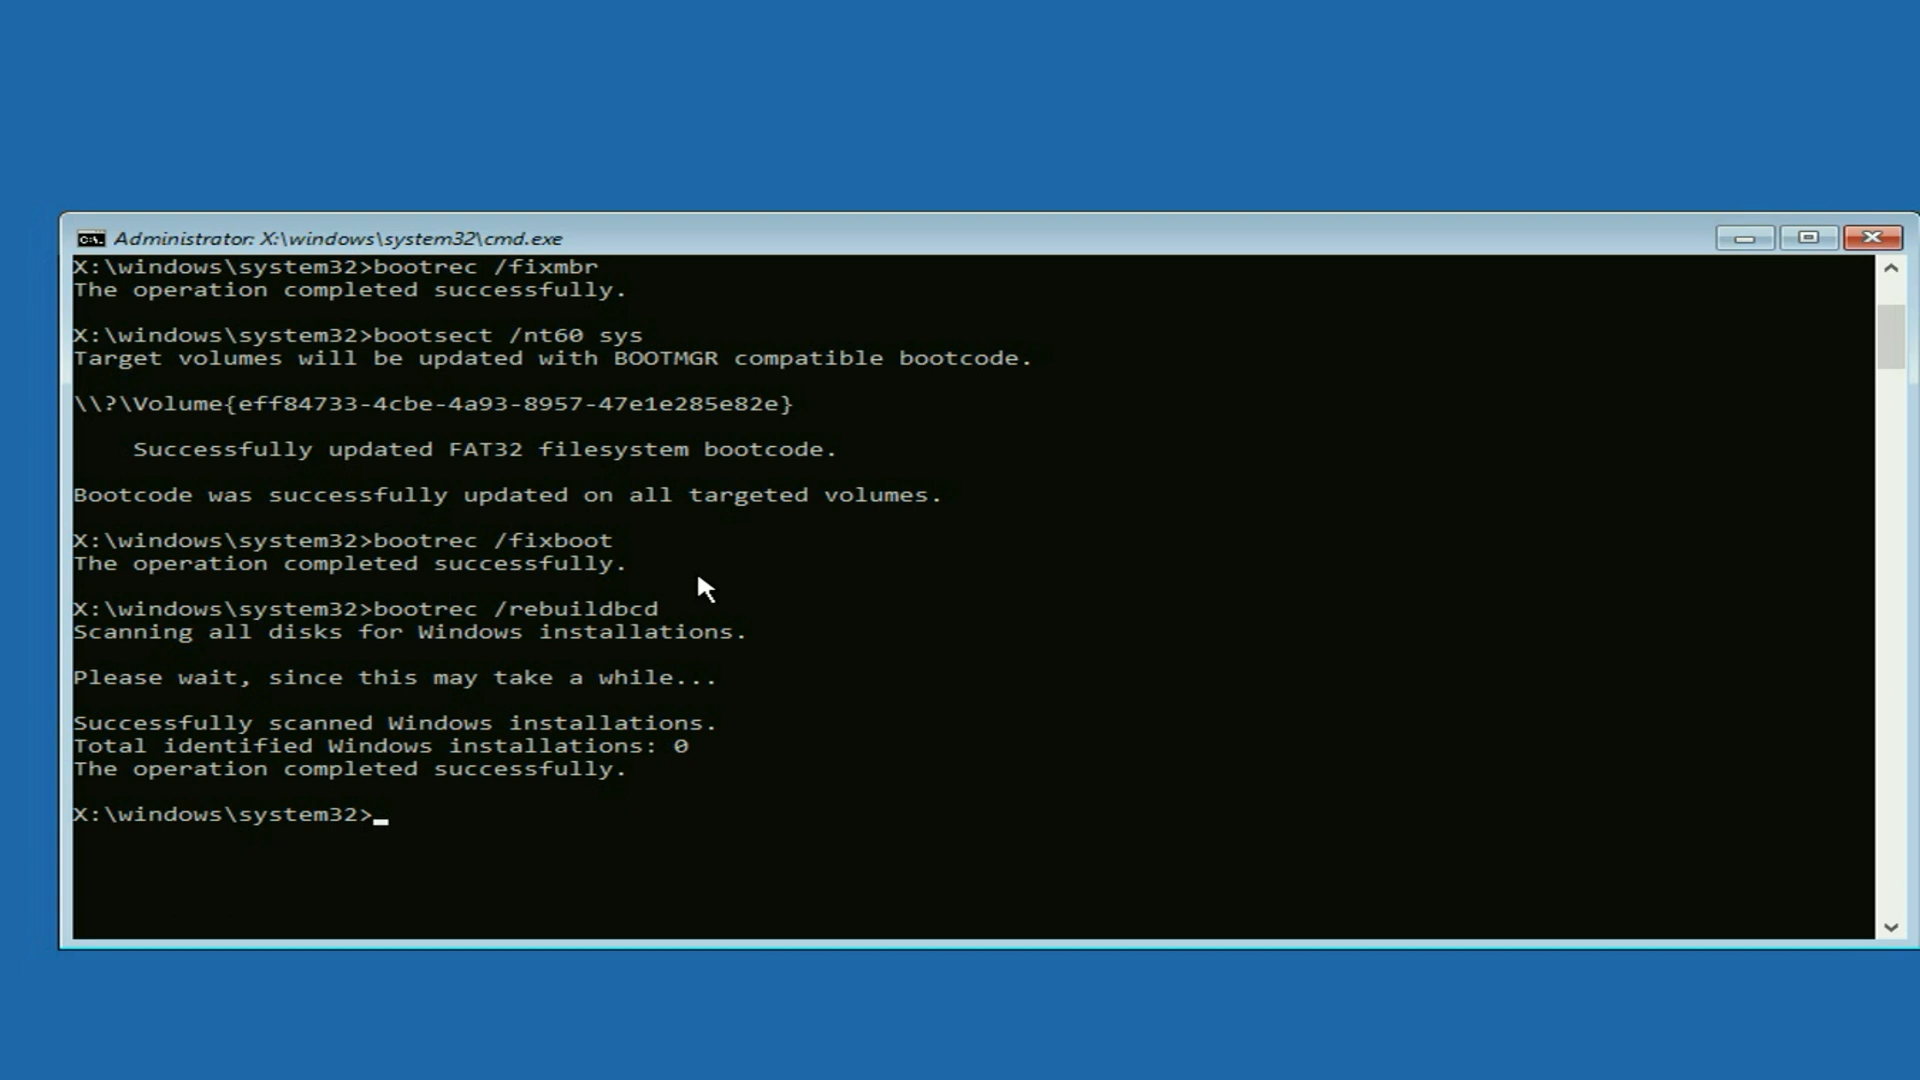 Administrator: X:\windows\system32\cmd.exe
X:\windows\system32>bootrec /fixmbr
The operation completed successfully.
X:\windows\system32>bootsect /nt60 sys
Target volumes will be updated with BOOTMGR compatible bootcode.
\\?\Volume{eff84733-4cbe-4a93-8957-47e1e285e82e}
Successfully updated FAT32 filesystem bootcode.
Bootcode was successfully updated on all targeted volumes.
X:\windows\system32>bootrec /fixboot
The operation completed successfully.
X:\windows\system32>bootrec /rebuildbcd
Scanning all disks for Windows installations.
Please wait, since this may take a while...
Successfully scanned Windows installations.
Total identified Windows installations: 0
The operation completed successfully.
X:\windows\system32>